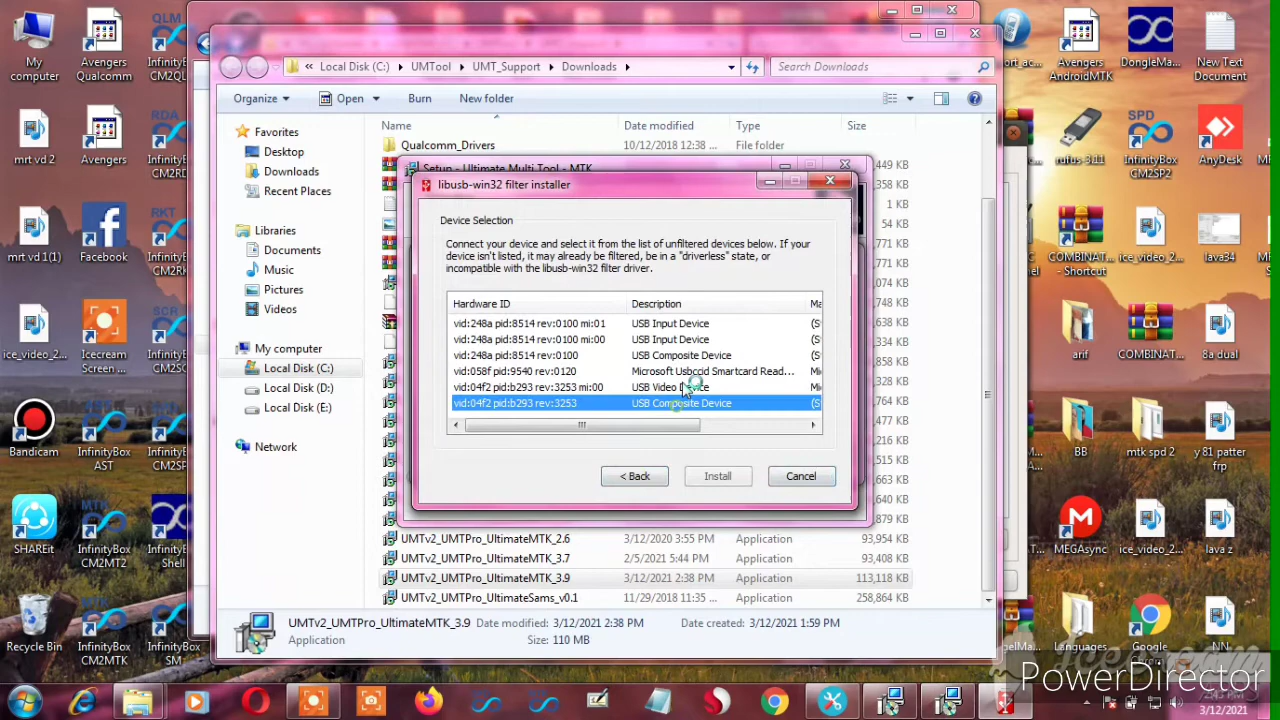 My
computer
Avengers
Qualcomm
InfinityBox
CM2QL
mrt vd 2
Avengers
mrt vd 1(1)
Facebook
ice_video_2...
Icecream
Screen ...
Bandicam
InfinityBox
AST
SHAREit
InfinityBox
CM2MT2
InfinityBox
Shell
Recycle Bin
InfinityBox
CM2MTK
InfinityBox
SM
« Local Disk (C:) UMTool UMT_Support Downloads
Search Downloads
Organize Open Burn New folder
Favorites
Desktop
Downloads
Recent Places
Libraries
Documents
Music
Pictures
Videos
My computer
Local Disk (C:)
Local Disk (D:)
Local Disk (E:)
Network
Name Date modified Type Size
Qualcomm_Drivers 10/12/2018 12:38 ... File folder
Setup - Ultimate Multi Tool - MTK
libusb-win32 filter installer
Device Selection
Connect your device and select it from the list of unfiltered devices below. If your
device isn't listed, it may already be filtered, be in a "driverless" state, or
incompatible with the libusb-win32 filter driver.
Hardware ID Description
vid:248a pid:8514 rev:0100 mi:01 USB Input Device
vid:248a pid:8514 rev:0100 mi:00 USB Input Device
vid:248a pid:8514 rev:0100 USB Composite Device
vid:058f pid:9540 rev:0120 Microsoft Usbccid Smartcard Read...
vid:04f2 pid:b293 rev:3253 mi:00 USB Video
vid:04f2 pid:b293 rev:3253 USB Composite Device
< Back Install Cancel
UMTv2_UMTPro_UltimateMTK_2.6 3/12/2020 3:55 PM Application 93,954 KB
UMTv2_UMTPro_UltimateMTK_3.7 2/5/2021 5:44 PM Application 93,408 KB
UMTv2_UMTPro_UltimateMTK_3.9 3/12/2021 2:38 PM Application 113,118 KB
UMTv2_UMTPro_UltimateSams_v0.1 11/29/2018 11:35 ... Application 258,864 KB
UMTv2_UMTPro_UltimateMTK_3.9 Date modified: 3/12/2021 2:38 PM Date created: 3/12/2021 1:59 PM
Application Size: 110 MB
Avengers
AndroidMTK
DongleMa...
New Text
Document
rufus-3.11
SPD
InfinityBox
CM2SP2
AnyDesk
COMBINAT...
- Shortcut
ice_video_2...
lava34
arif
COMBINAT...
8a dual
BB
mtk spd 2
y 81 patter
frp
MEGAsync
ice_video_2...
lava z
Languages
Google
NN
PowerDirector
3/12/2021